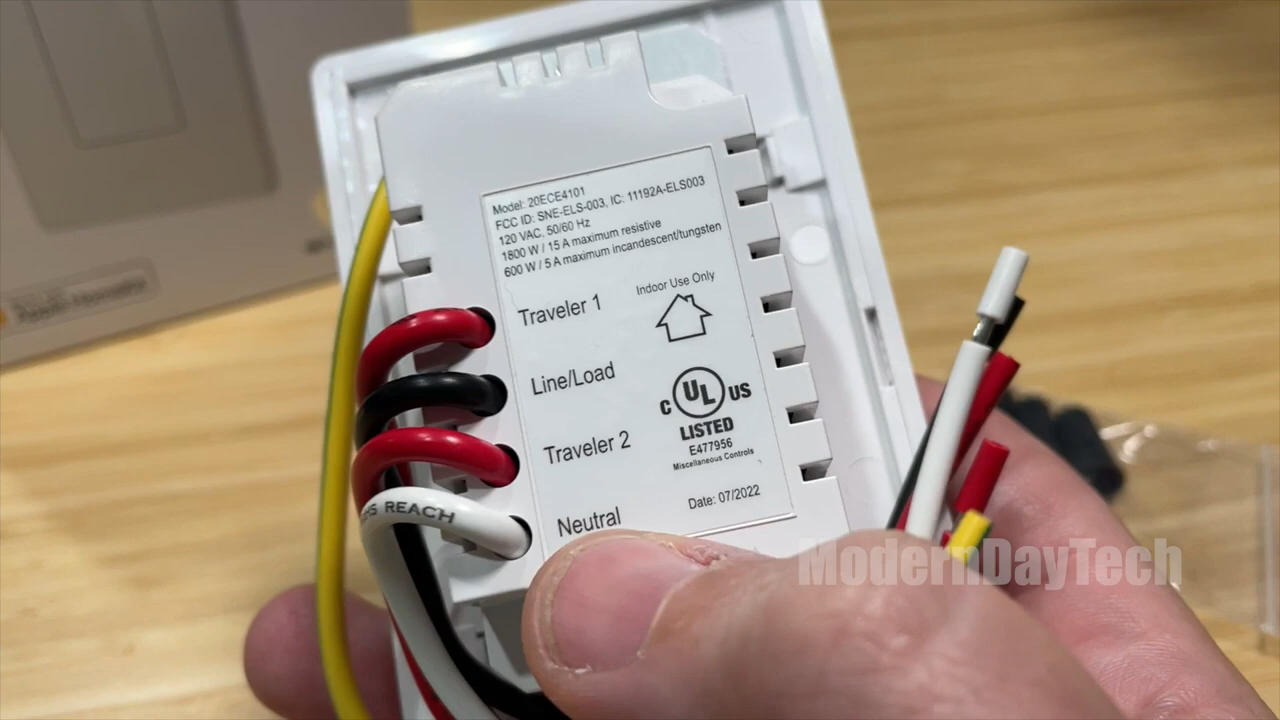 Model: 20ECE4101
FCC ID: SNE-ELS-003, IC: 11192A-ELS003
120 VAC, 50/60 Hz
1800 W / 15 A maximum resistive
600 W / 5 A maximum incandescent/tungsten
Indoor Use Only
Traveler 1
Line/Load
C UL US
LISTED
E477956
Miscellaneous Controls
Traveler 2
Date: 07/2022
Neutral
REACH
ModernDayTech